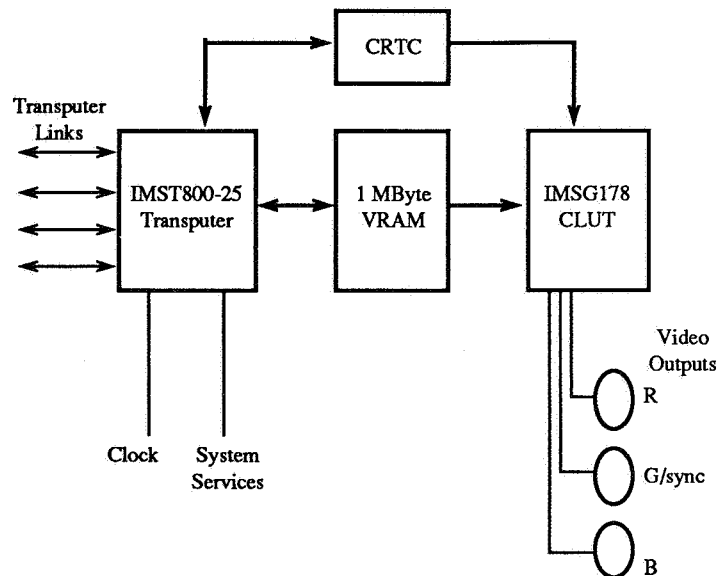 CRTC
Transputer
Links
IMST800-25
Transputer
1 MByte
VRAM
IMSG178
CLUT
Video
Outputs
R
Clock
System
Services
G/sync
B